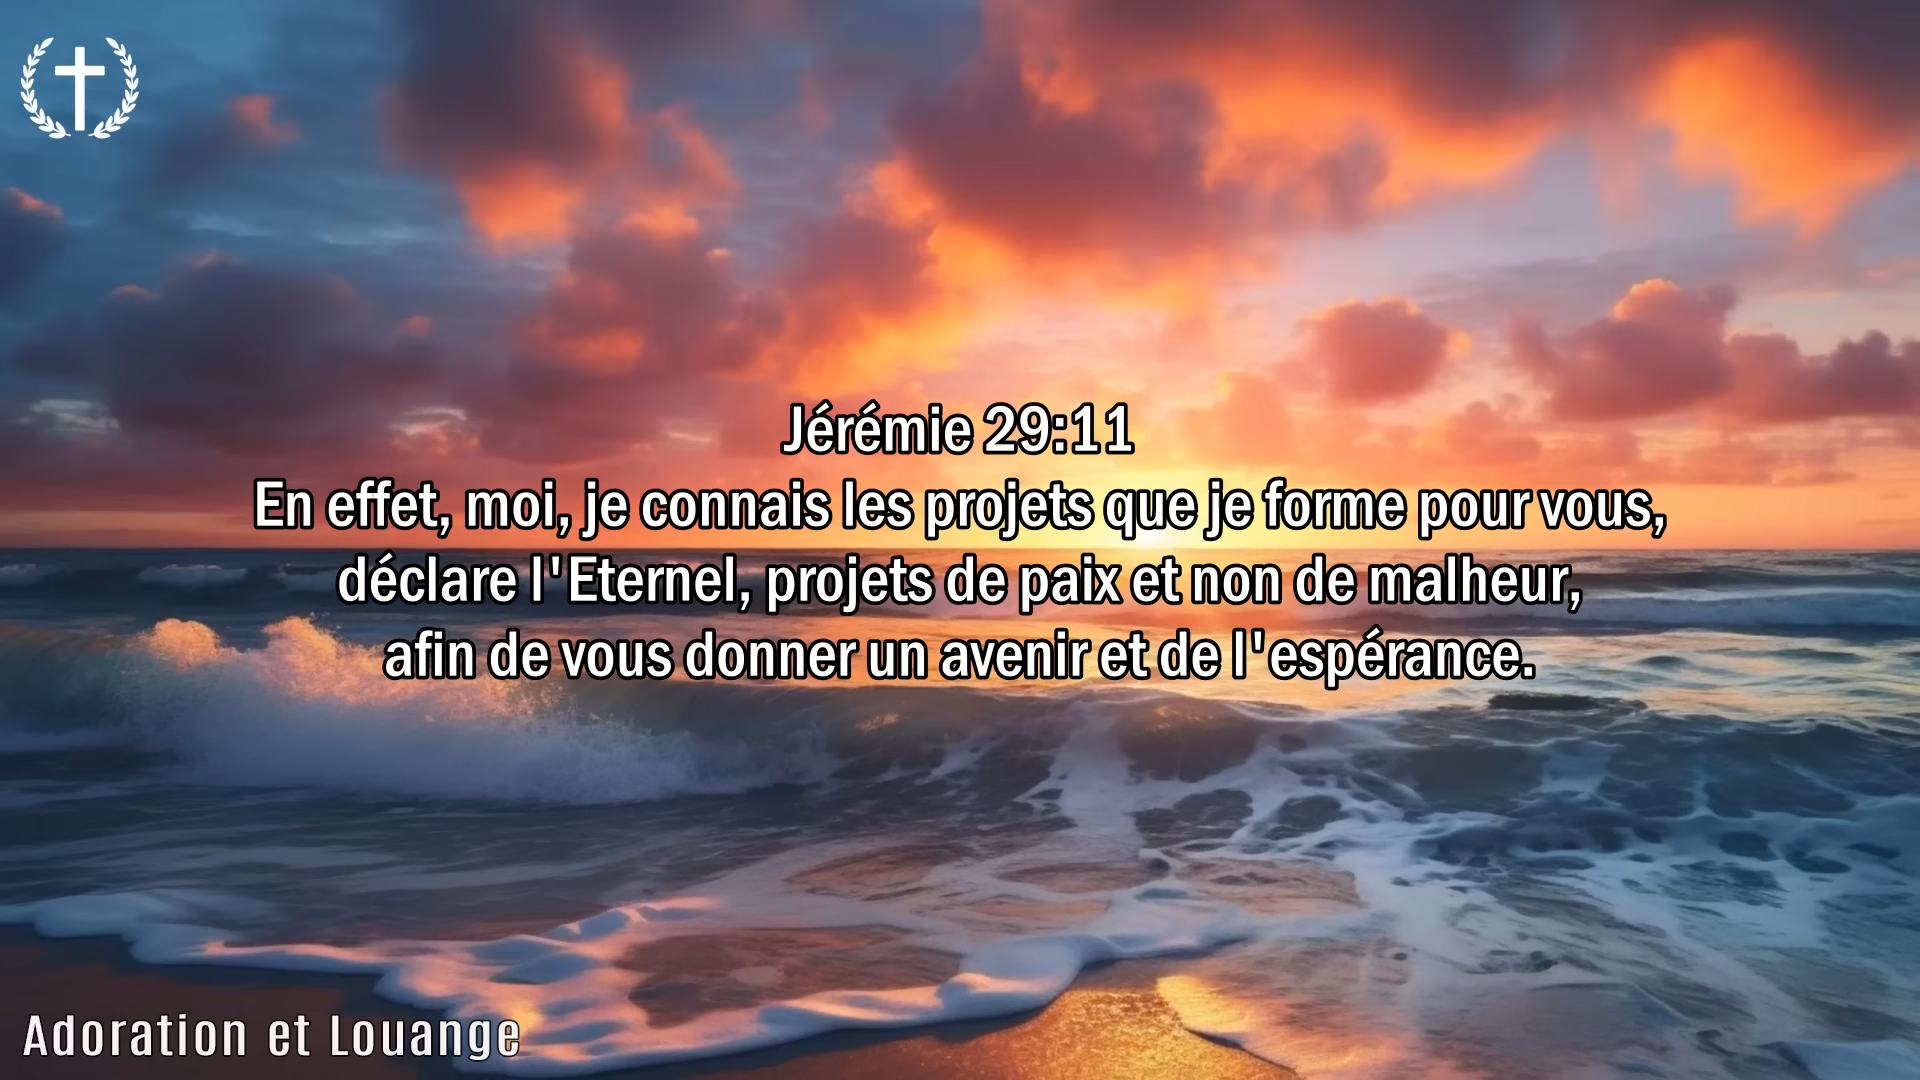 Jérémie 29:11
En effet, moi, je connais les projets que je forme pour vous,
déclare l'Eternel, projets de paix et non de malheur,
afin de vous donner un avenir et de l'espérance.
Adoration et Louange